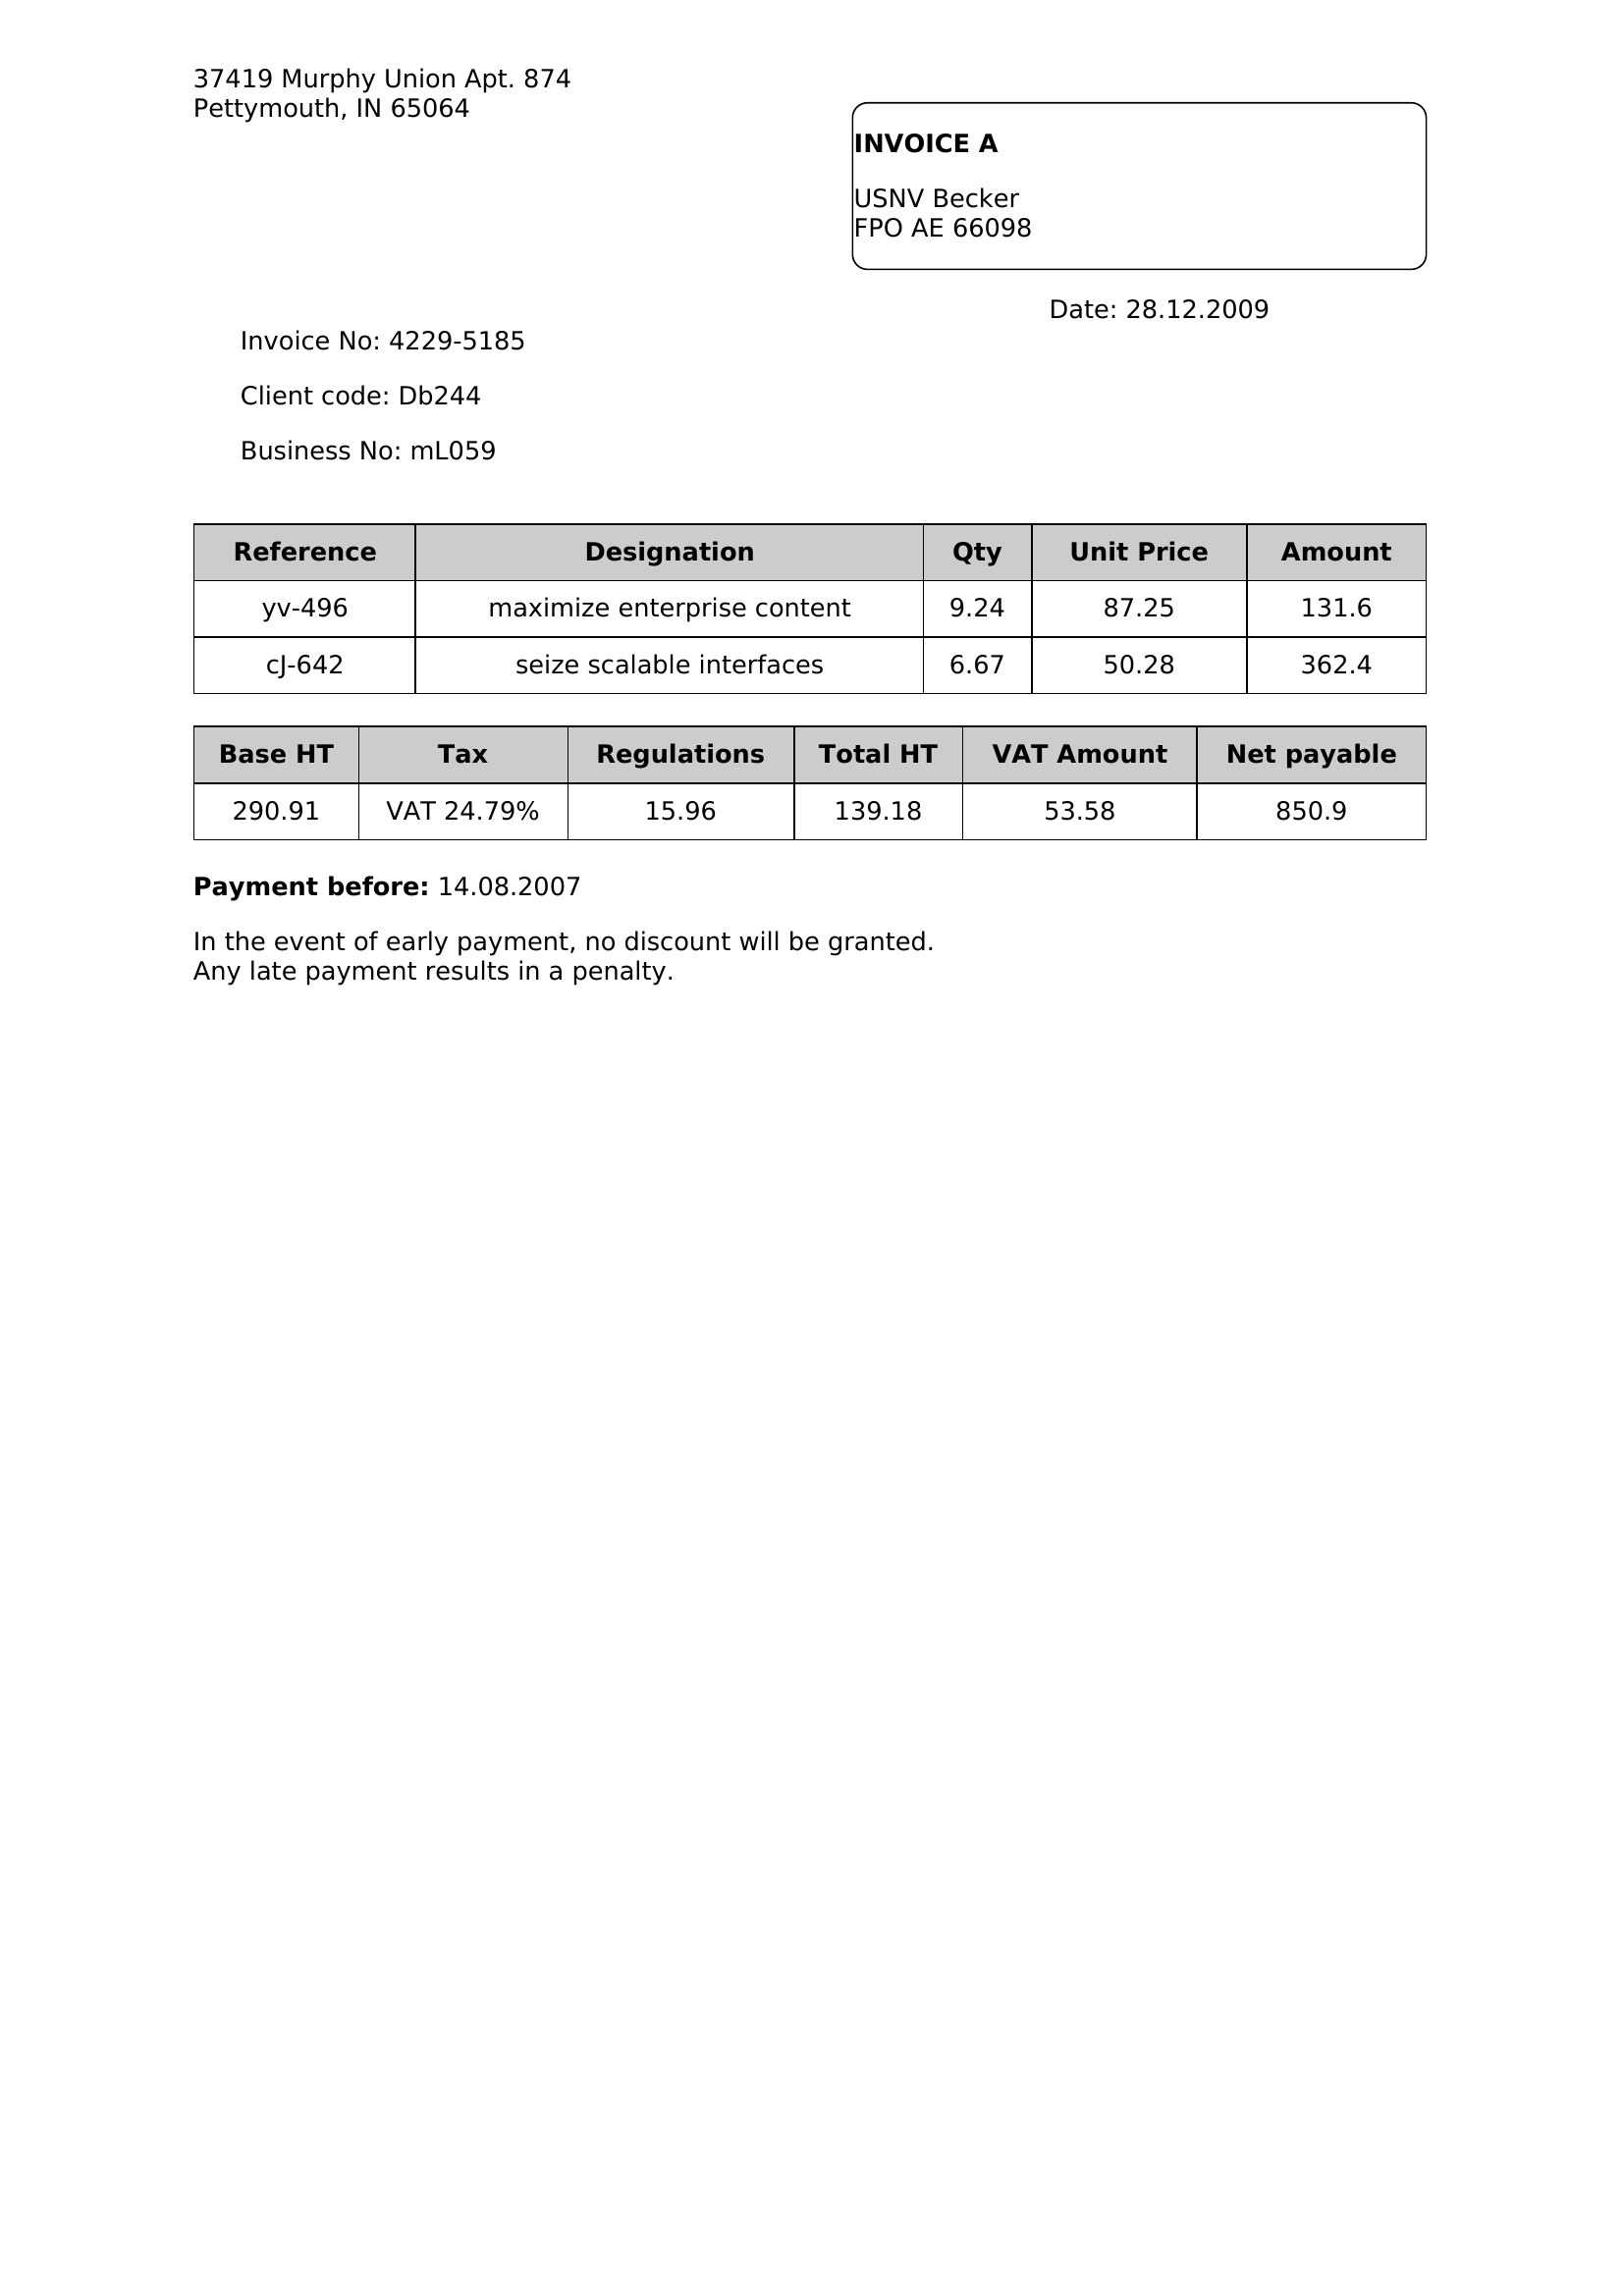 37419 Murphy Union Apt. 874
Pettymouth, IN 65064
INVOICE A
USNV Becker
FPO AE 66098
Date: 28.12.2009
Invoice No: 4229-5185
Client code: Db244
Business No: mL059
Reference Designation Qty Unit Price Amount
yv-496 maximize enterprise content 9.24 87.25 131.6
cJ-642 seize scalable interfaces 6.67 50.28 362.4
Base HT Tax Regulations Total HT VAT Amount Net payable
290.91 VAT 24.79% 15.96 139.18 53.58 850.9
Payment before: 14.08.2007
In the event of early payment, no discount will be granted.
Any late payment results in a penalty.